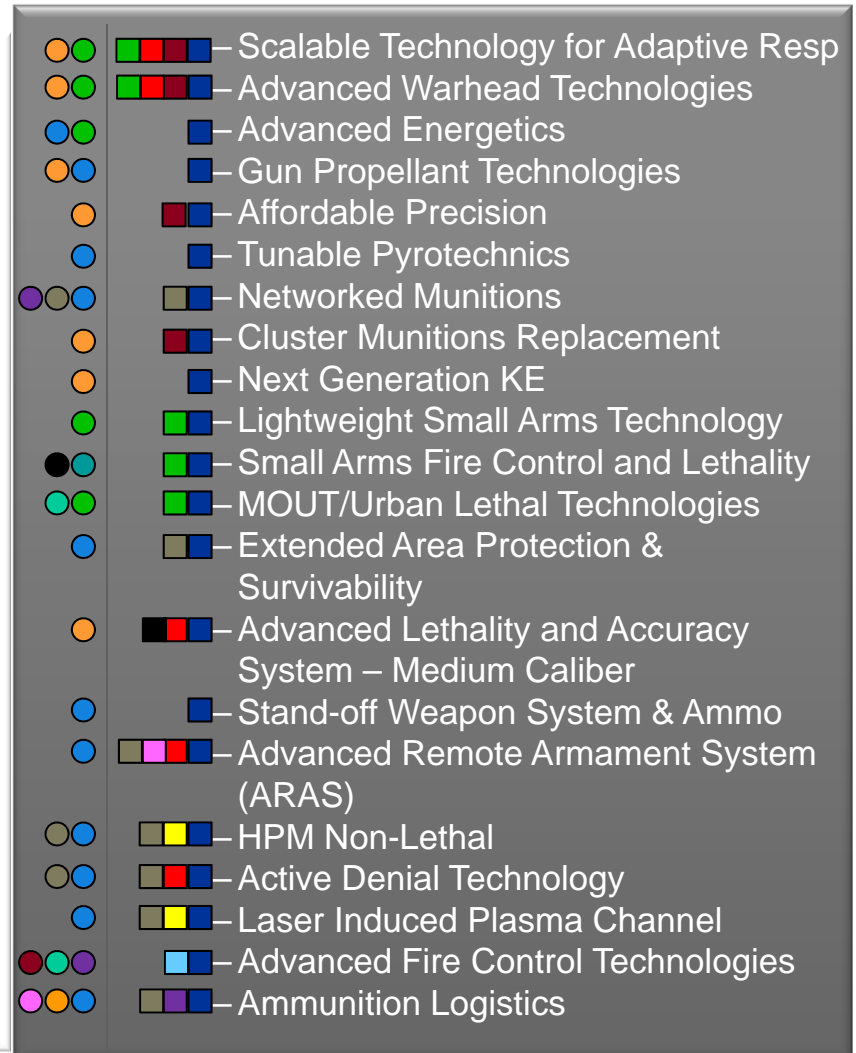 – Scalable Technology for Adaptive Resp
– Advanced Warhead Technologies
– Advanced Energetics
– Gun Propellant Technologies
– Affordable Precision
– Tunable Pyrotechnics
– Networked Munitions
– Cluster Munitions Replacement
– Next Generation KE
– Lightweight Small Arms Technology
– Small Arms Fire Control and Lethality
– MOUT/Urban Lethal Technologies
– Extended Area Protection &
Survivability
– Advanced Lethality and Accuracy
System – Medium Caliber
– Stand-off Weapon System & Ammo
– Advanced Remote Armament System
(ARAS)
– HPM Non-Lethal
– Active Denial Technology
– Laser Induced Plasma Channel
– Advanced Fire Control Technologies
– Ammunition Logistics